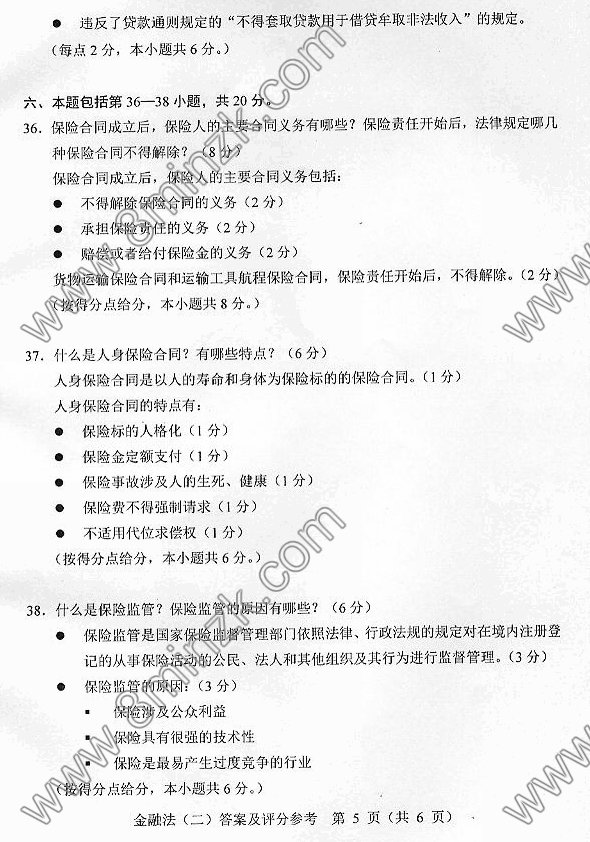 ● 违反了贷款通则规定的“不得套取贷款用于借贷牟取非法收入”的规定。
（每点 2 分，本小题共 6 分。）
六、本题包括第 36—38 小题，共 20 分。
36．保险合同成立后，保险人的主要合同义务有哪些？保险责任开始后，法律规定哪几
种保险合同不得解除？（8 分）
保险合同成立后，保险人的主要合同义务包括：
● 不得解除保险合同的义务（2 分）
● 承担保险责任的义务（2 分）
● 赔偿或者给付保险金的义务（2 分）
货物运输保险合同和运输工具航程保险合同，保险责任开始后，不得解除。（2 分）
（按得分点给分，本小题共 8 分。）
37．什么是人身保险合同？有哪些特点？（6 分）
人身保险合同是以人的寿命和身体为保险标的的保险合同。（1 分）
人身保险合同的特点有：
● 保险标的人格化（1 分）
● 保险金定额支付（1 分）
● 保险事故涉及人的生死、健康（1 分）
● 保险费不得强制请求（1 分）
● 不适用代位求偿权（1 分）
（按得分点给分，本小题共 6 分。）
38．什么是保险监管？保险监管的原因有哪些？（6 分）
● 保险监管是国家保险监督管理部门依照法律、行政法规的规定对在境内注册登
记的从事保险活动的公民、法人和其他组织及其行为进行监督管理。（3 分）
● 保险监管的原因：（3 分）
▪ 保险涉及公众利益
▪ 保险具有很强的技术性
▪ 保险是最易产生过度竞争的行业
（按得分点给分，本小题共 6 分。）
金融法（二）答案及评分参考 第 5 页（共 6 页）
www.8minzk.com
www.8minzk.com
www.8minzk.com
www.8minzk.com